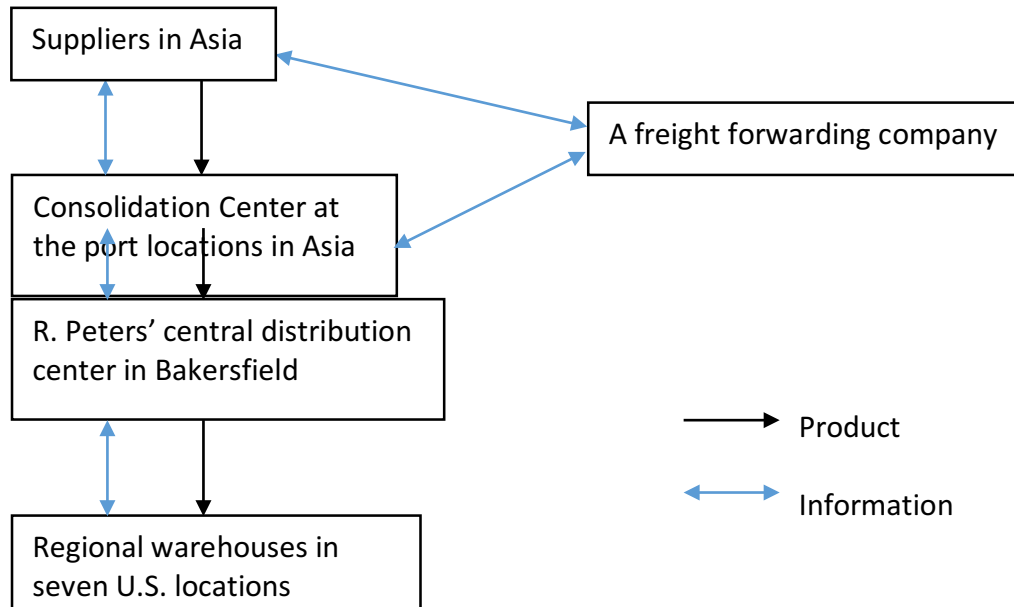 Suppliers in Asia
A freight forwarding company
Consolidation Center at
the port locations in Asia
R. Peters’ central distribution
center in Bakersfield
Product
Information
Regional warehouses in
seven U.S. locations